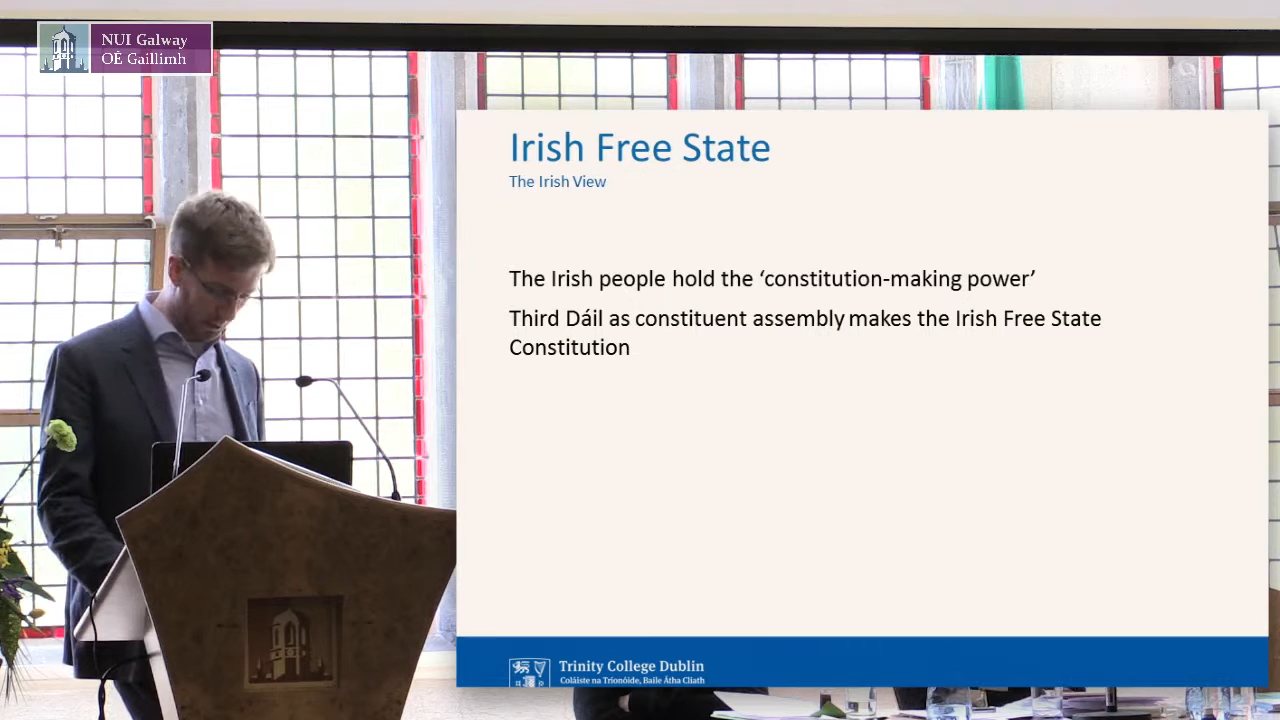 NUI Galway
OÉ Gaillimh
Irish Free State
The Irish View
The Irish people hold the ‘constitution-making power’
Third Dáil as constituent assembly makes the Irish Free State
Constitution
Trinity College Dublin
Coláiste na Tríonóide, Baile Átha Cliath